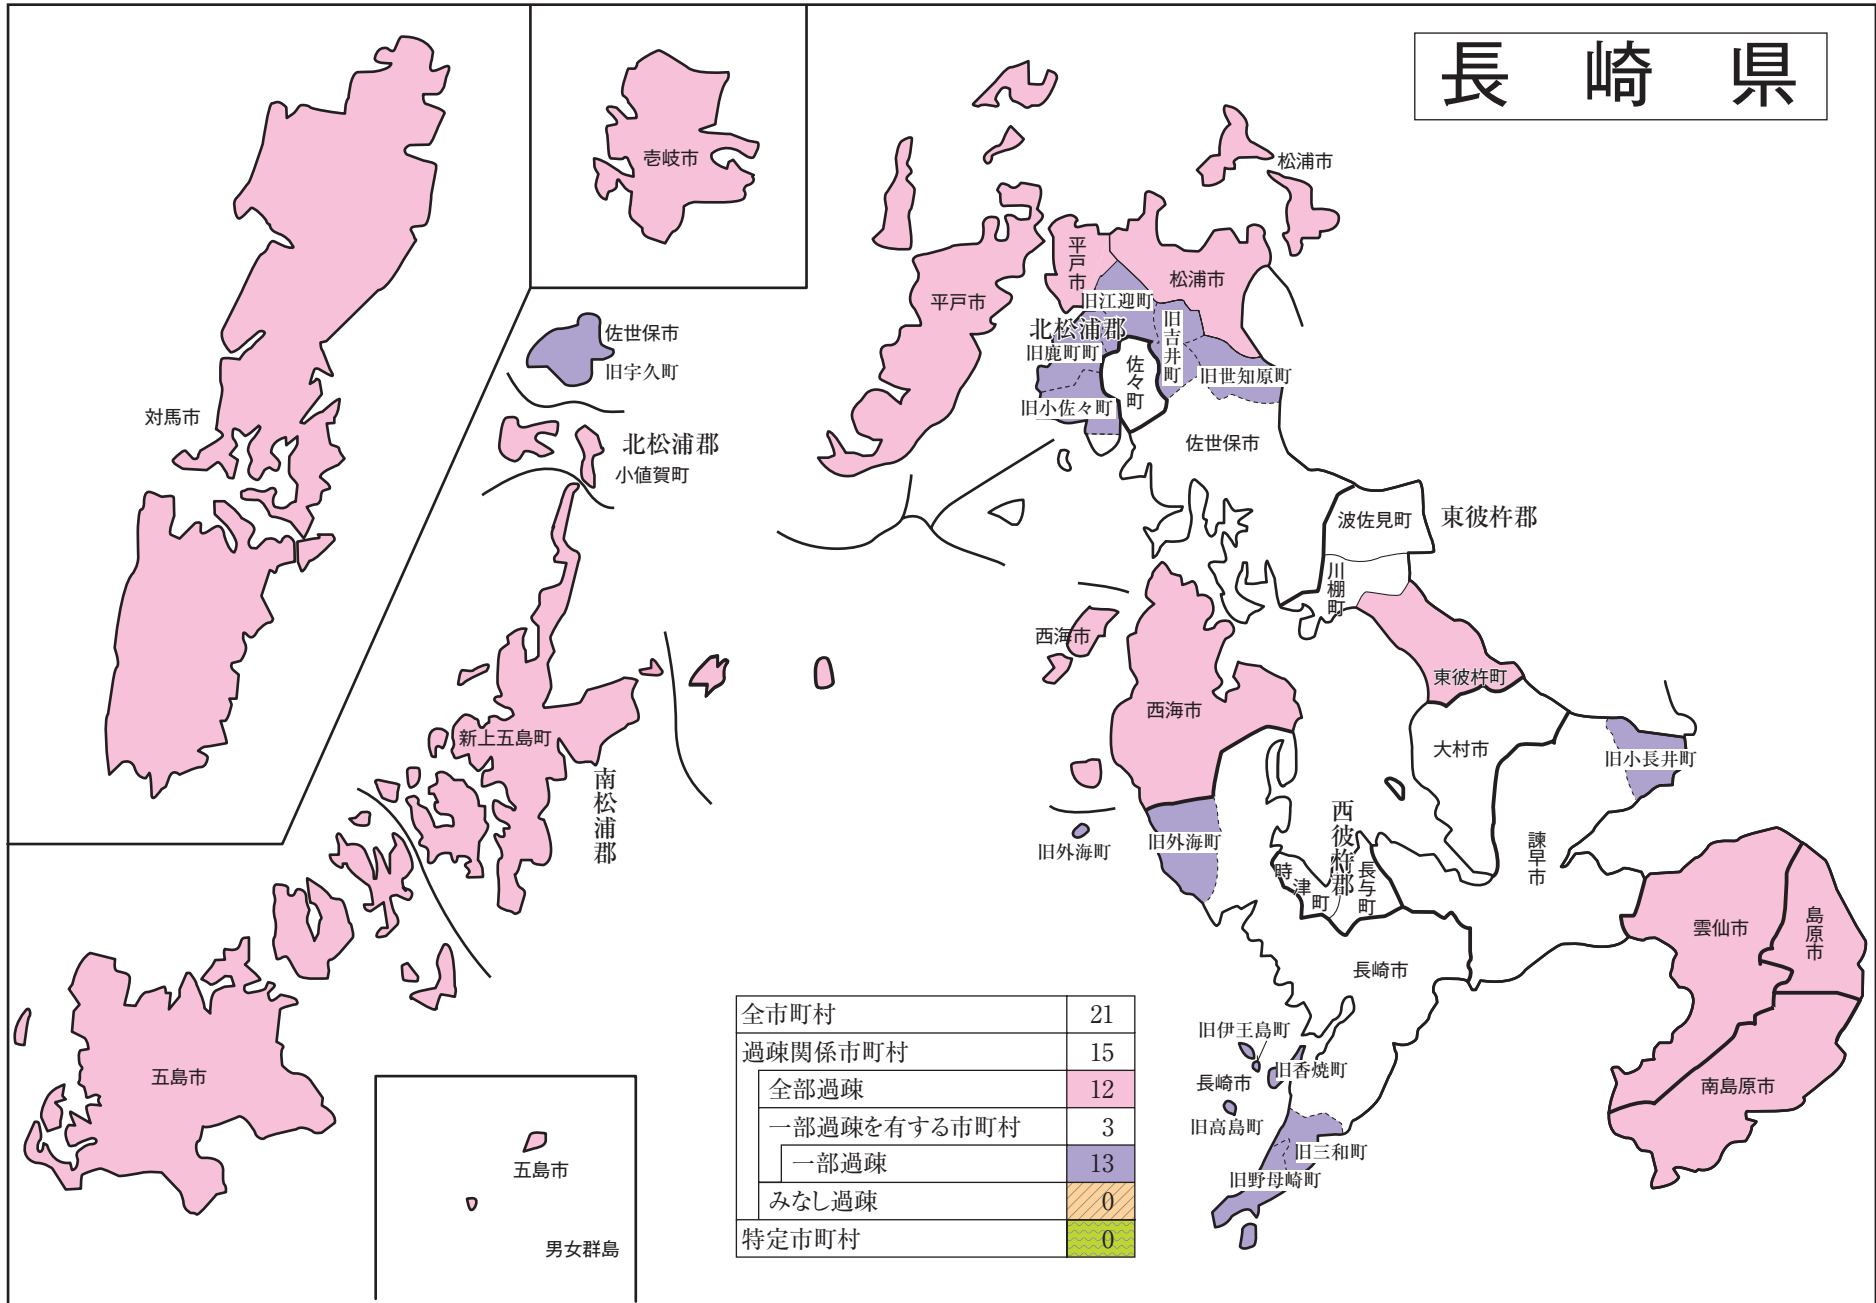 長崎県
壱岐市
対馬市
佐世保市
旧宇久町
北松浦郡
小値賀町
新上五島町
南松浦郡
五島市
五島市
男女群島
平戸市
平戸市
松浦市
松浦市
旧江迎町
北松浦郡
旧鹿町町
旧吉井町
旧世知原町
佐々町
旧小佐々町
佐世保市
波佐見町
東彼杵郡
川棚町
東彼杵町
西海市
西海市
大村市
旧小長井町
旧外海町
旧外海町
西彼杵郡
時津町
長与町
諫早市
長崎市
雲仙市
島原市
南島原市
旧伊王島町
旧香焼町
長崎市
旧高島町
旧三和町
旧野母崎町
全市町村 21
過疎関係市町村 15
全部過疎 12
一部過疎を有する市町村 3
一部過疎 13
みなし過疎 0
特定市町村 0